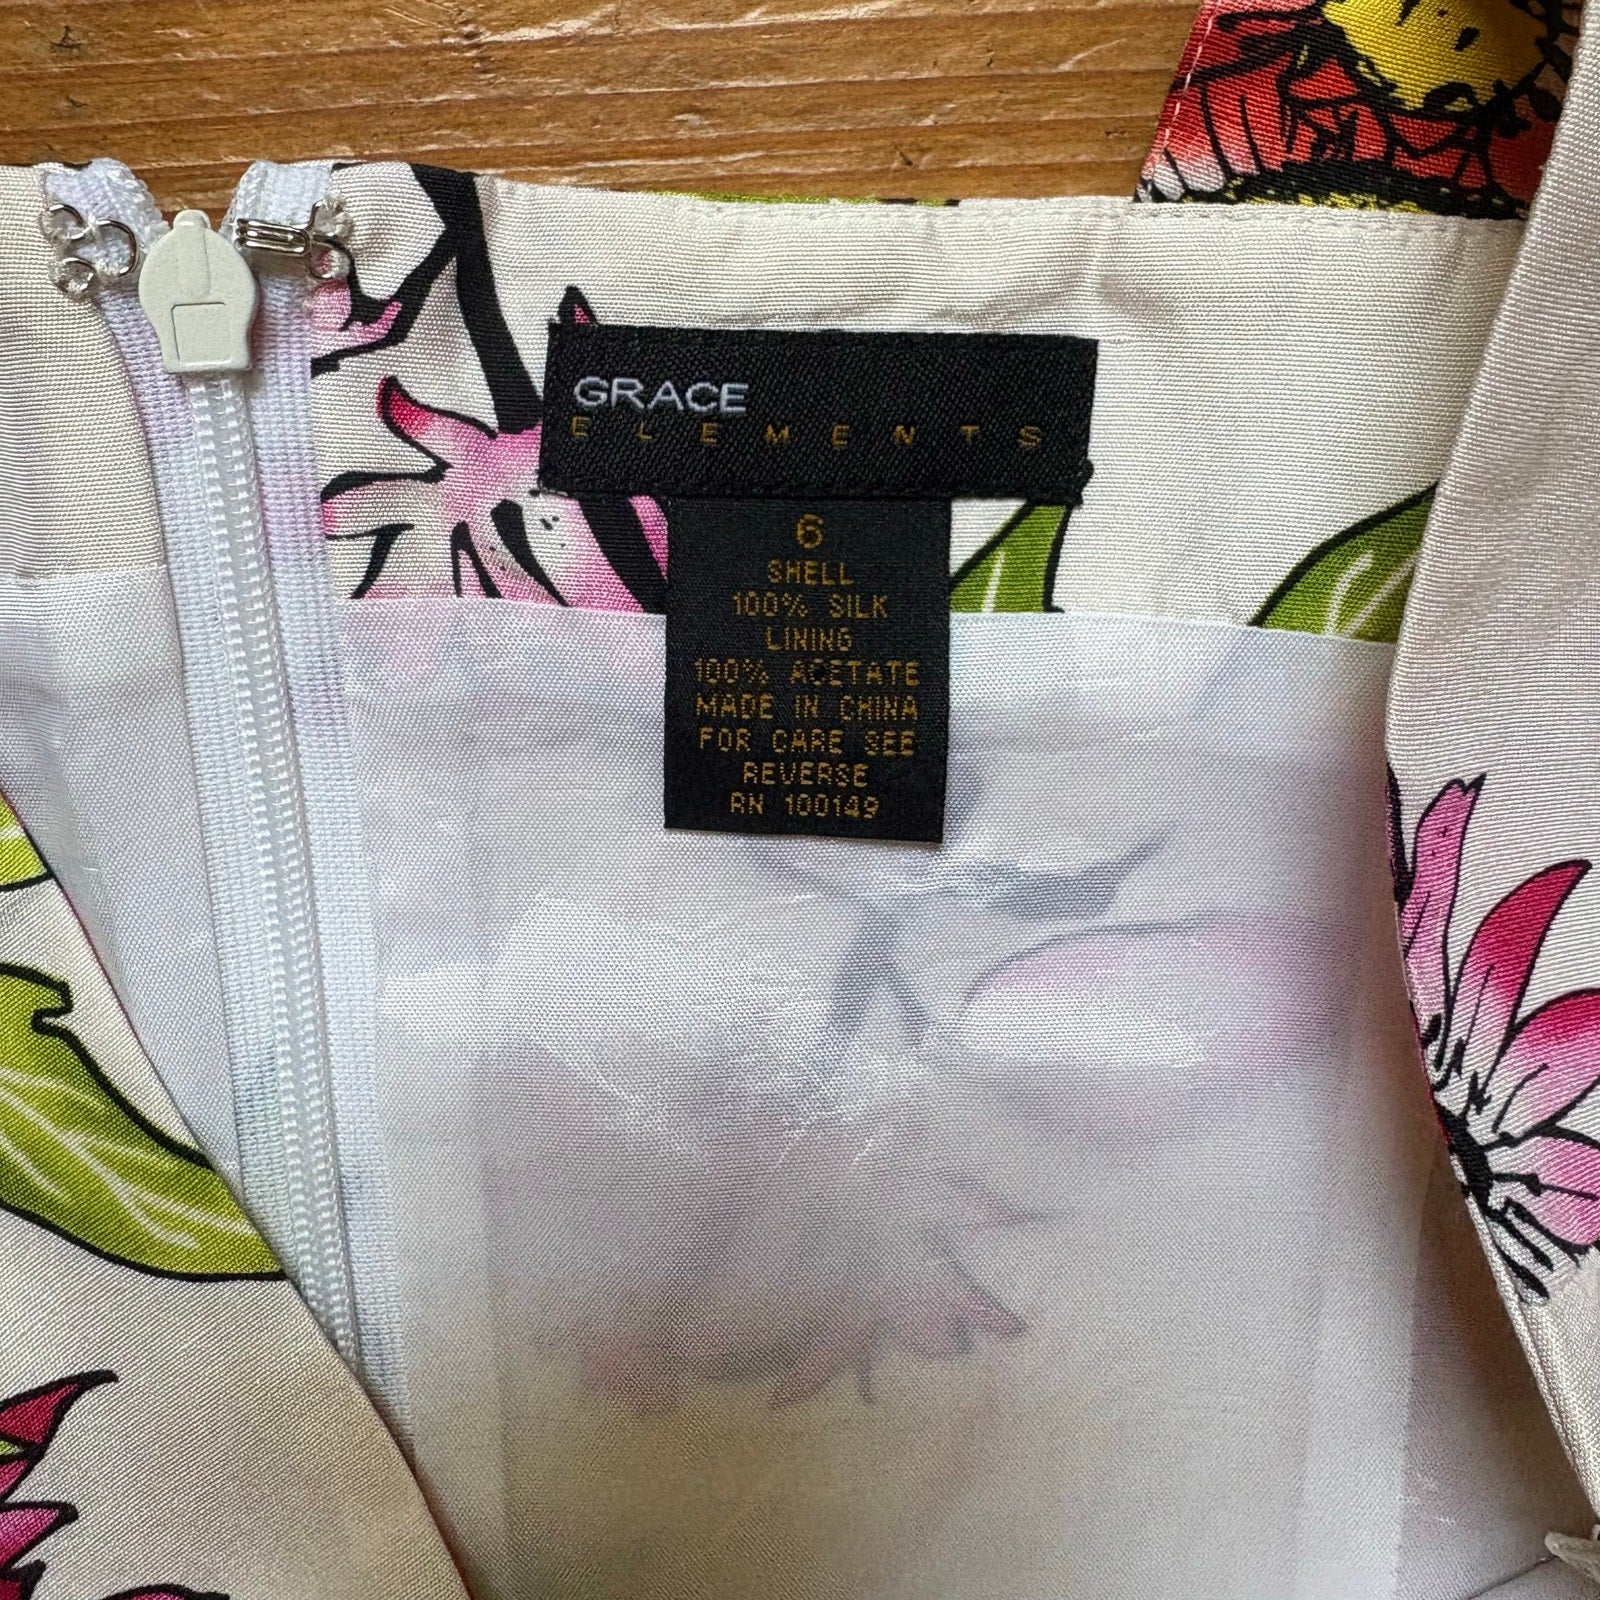 GRACE
ELEMENTS
6
SHELL
100% SILK
LINING
100% ACETATE
MADE IN CHINA
FOR CARE SEE
REVERSE
RN 100149